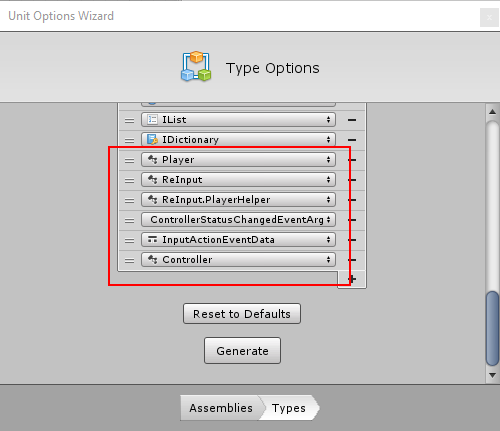 Unit Options Wizard
x
Type Options
IList
IDictionary
Player
ReInput
ReInput.PlayerHelper
ControllerStatusChangedEventArg
InputActionEventData
Controller
Reset to Defaults
Generate
Assemblies Types